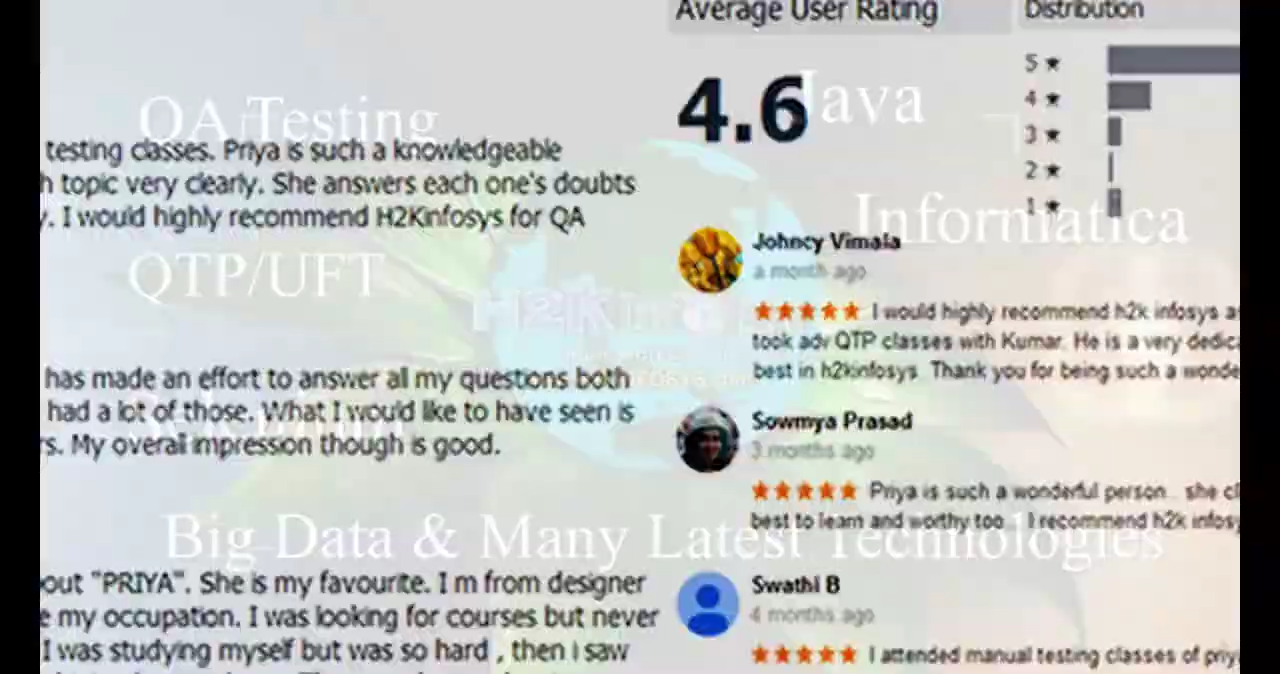 Average User Rating
Distribution
4.6
5 ★
4 ★
3 ★
2 ★
1 ★
QA Testing
Java
testing classes. Priya is such a knowledgeable
h topic very clearly. She answers each one's doubts
y. I would highly recommend H2Kinfosys for QA
Informatica
QTP/UFT
Johncy Vimala
a month ago
★★★★★ I would highly recommend h2k infosys a
took adv QTP classes with Kumar. He is a very dedic
best in h2kinfosys. Thank you for being such a wonde
has made an effort to answer all my questions both
had a lot of those. What I would like to have seen is
rs. My overall impression though is good.
Sowmya Prasad
3 months ago
★★★★★ Priya is such a wonderful person.. she cl
best to learn and worthy too... I recommend h2k infosy
Big Data & Many Latest Technologies
out "PRIYA". She is my favourite. I m from designer
e my occupation. I was looking for courses but never
I was studying myself but was so hard , then i saw
Swathi B
4 months ago
★★★★★ I attended manual testing classes of priy